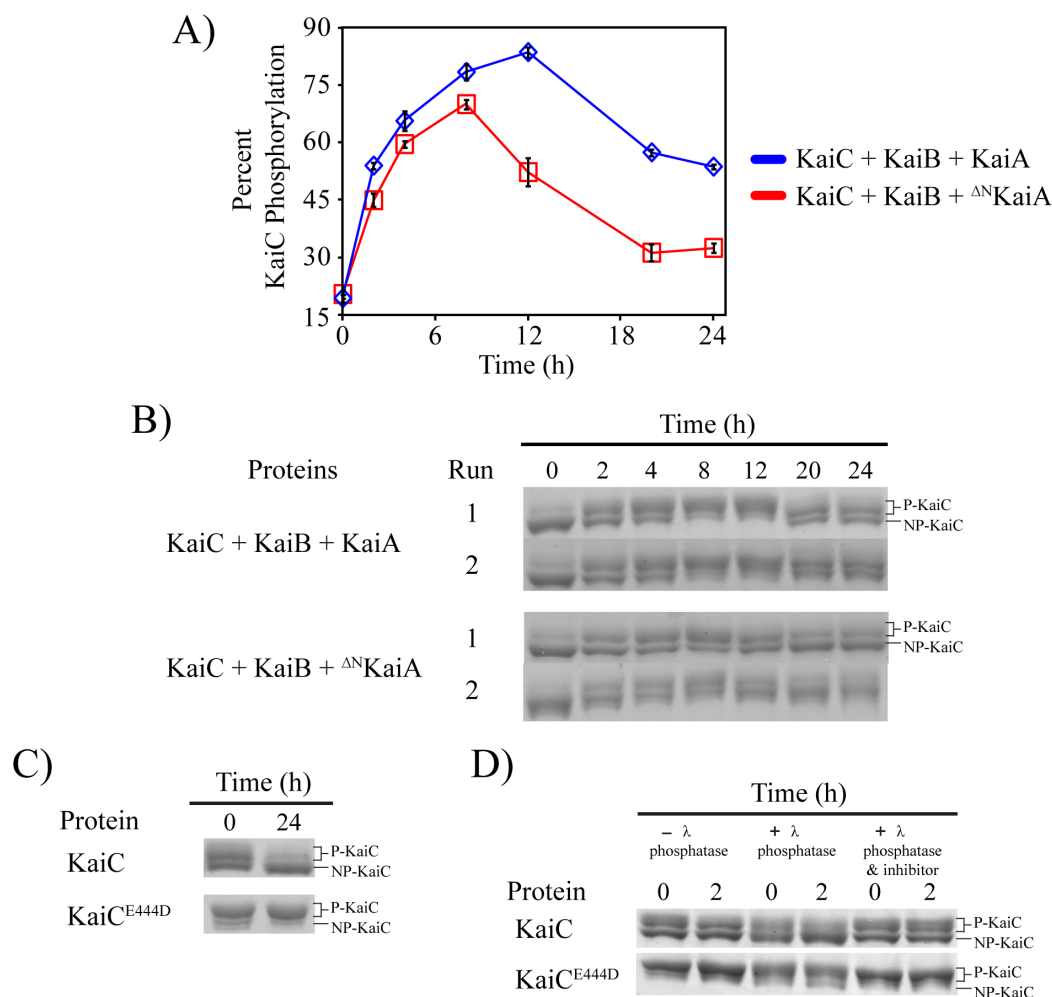 A)
90
75
60
45
30
15
Percent
KaiC Phosphorylation
0 6 12 18 24
Time (h)
KaiC + KaiB + KaiA
KaiC + KaiB + ΔNKaiA
B)
Time (h)
Proteins Run 0 2 4 8 12 20 24
1 P-KaiC
NP-KaiC
KaiC + KaiB + KaiA
2
1 P-KaiC
NP-KaiC
KaiC + KaiB + ΔNKaiA
2
C)
Time (h)
Protein 0 24
KaiC P-KaiC
NP-KaiC
KaiCE444D P-KaiC
NP-KaiC
D)
Time (h)
− λ phosphatase
+ λ phosphatase
+ λ phosphatase & inhibitor
Protein 0 2 0 2 0 2
KaiC P-KaiC
NP-KaiC
KaiCE444D P-KaiC
NP-KaiC